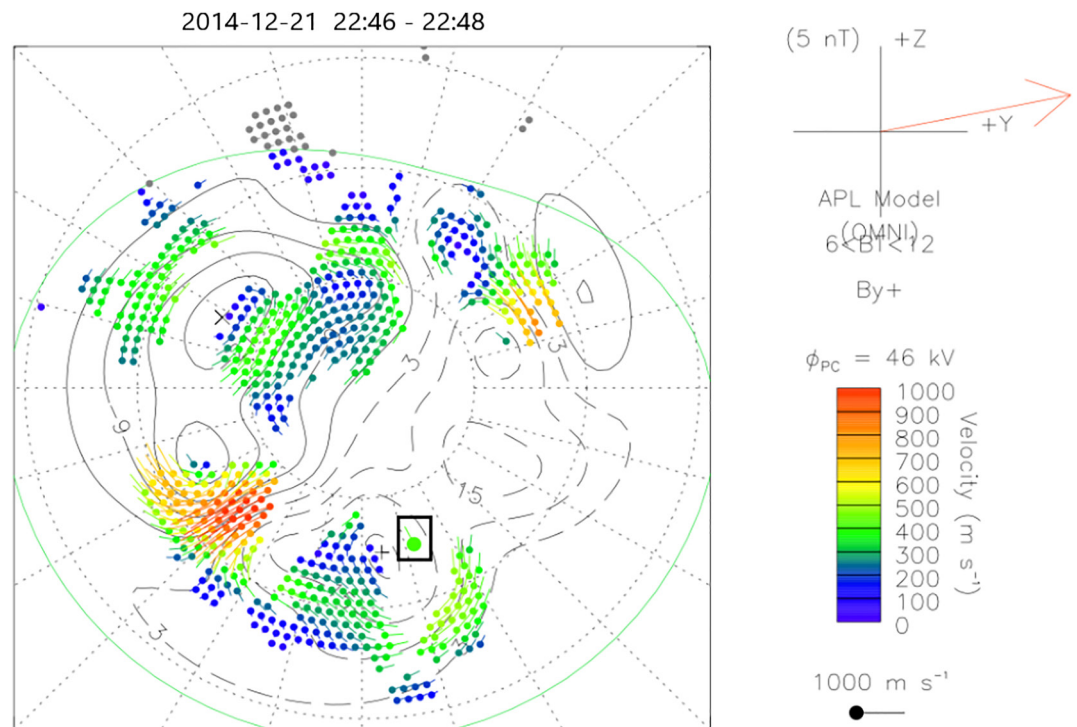 2014-12-21 22:46 - 22:48
(5 nT)
+Z
+Y
APL Model
(OMNI)
6<BT<12
By+
ϕPC = 46 kV
1000
900
800
700
600
500
400
300
200
100
0
Velocity (m s⁻¹)
1000 m s⁻¹
3
3
9
15
3